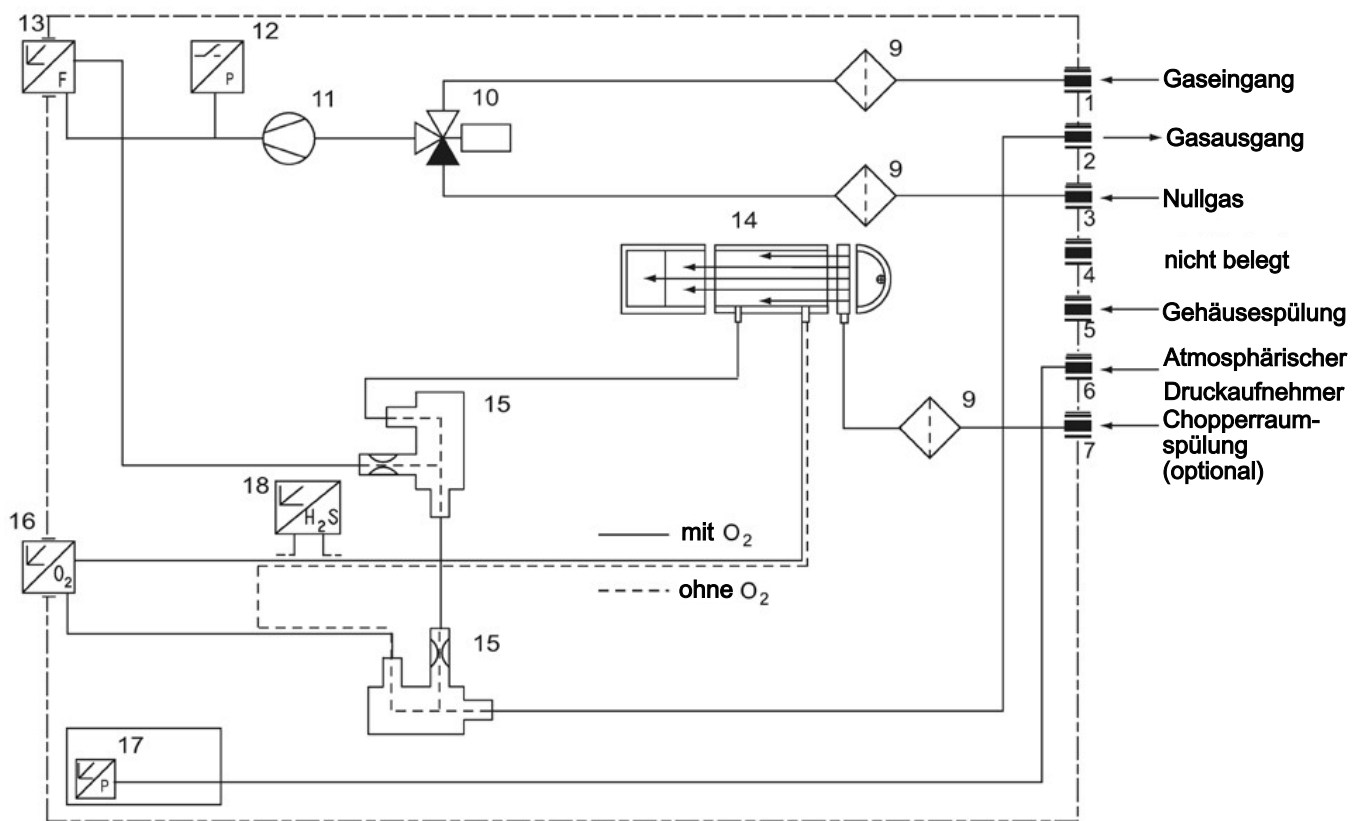 13
F
12
P
11
10
9
1
Gaseingang
2
Gasausgang
9
3
Nullgas
14
4
nicht belegt
5
Gehäusespülung
6
Atmosphärischer
Druckaufnehmer
9
7
Chopperraum-
spülung
(optional)
15
18
H₂S
16
O₂
mit O₂
ohne O₂
15
17
P